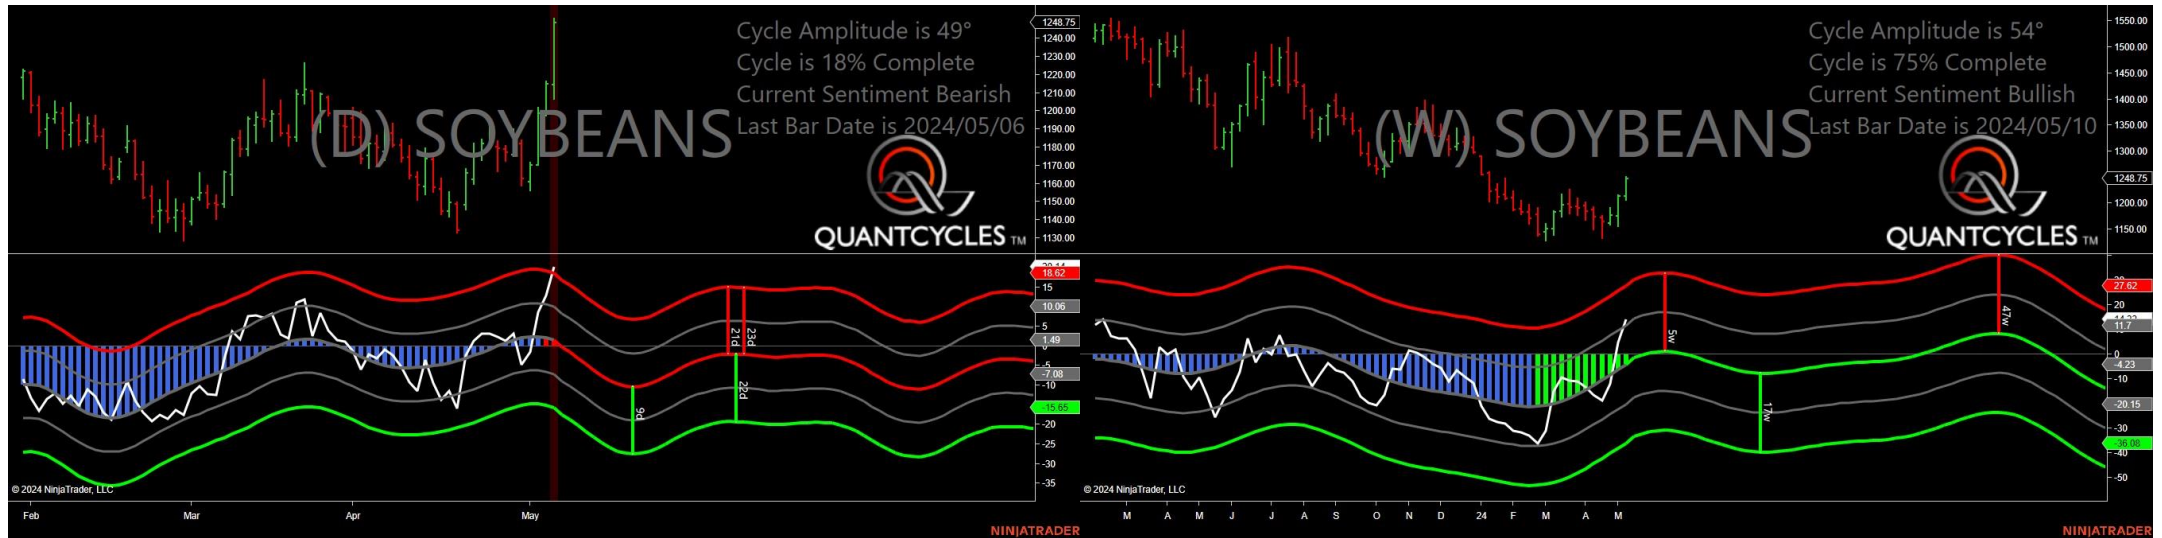 Cycle Amplitude is 49°
Cycle is 18% Complete
Current Sentiment Bearish
Last Bar Date is 2024/05/06
(D) SOYBEANS
QUANTCYCLES TM
1248.75
1240.00
1230.00
1220.00
1210.00
1200.00
1190.00
1180.00
1170.00
1160.00
1150.00
1140.00
1130.00
18.62
15
10.06
5
1.49
-5
-7.08
-10
-15.65
-20
-25
-30
-35
21d
23d
22d
9d
© 2024 NinjaTrader, LLC
Feb
Mar
Apr
May
NINJATRADER
Cycle Amplitude is 54°
Cycle is 75% Complete
Current Sentiment Bullish
Last Bar Date is 2024/05/10
(W) SOYBEANS
QUANTCYCLES TM
1550.00
1500.00
1450.00
1400.00
1350.00
1300.00
1248.75
1200.00
1150.00
27.62
20
11.7
0
-4.23
-10
-20.15
-30
-36.08
-40
-50
5w
47w
17w
© 2024 NinjaTrader, LLC
M A M J J A S O N D 24 F M A M
NINJATRADER